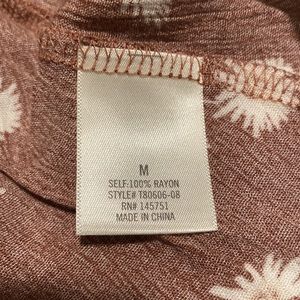 M
SELF:100% RAYON
STYLE# T80606-08
RN# 145751
MADE IN CHINA